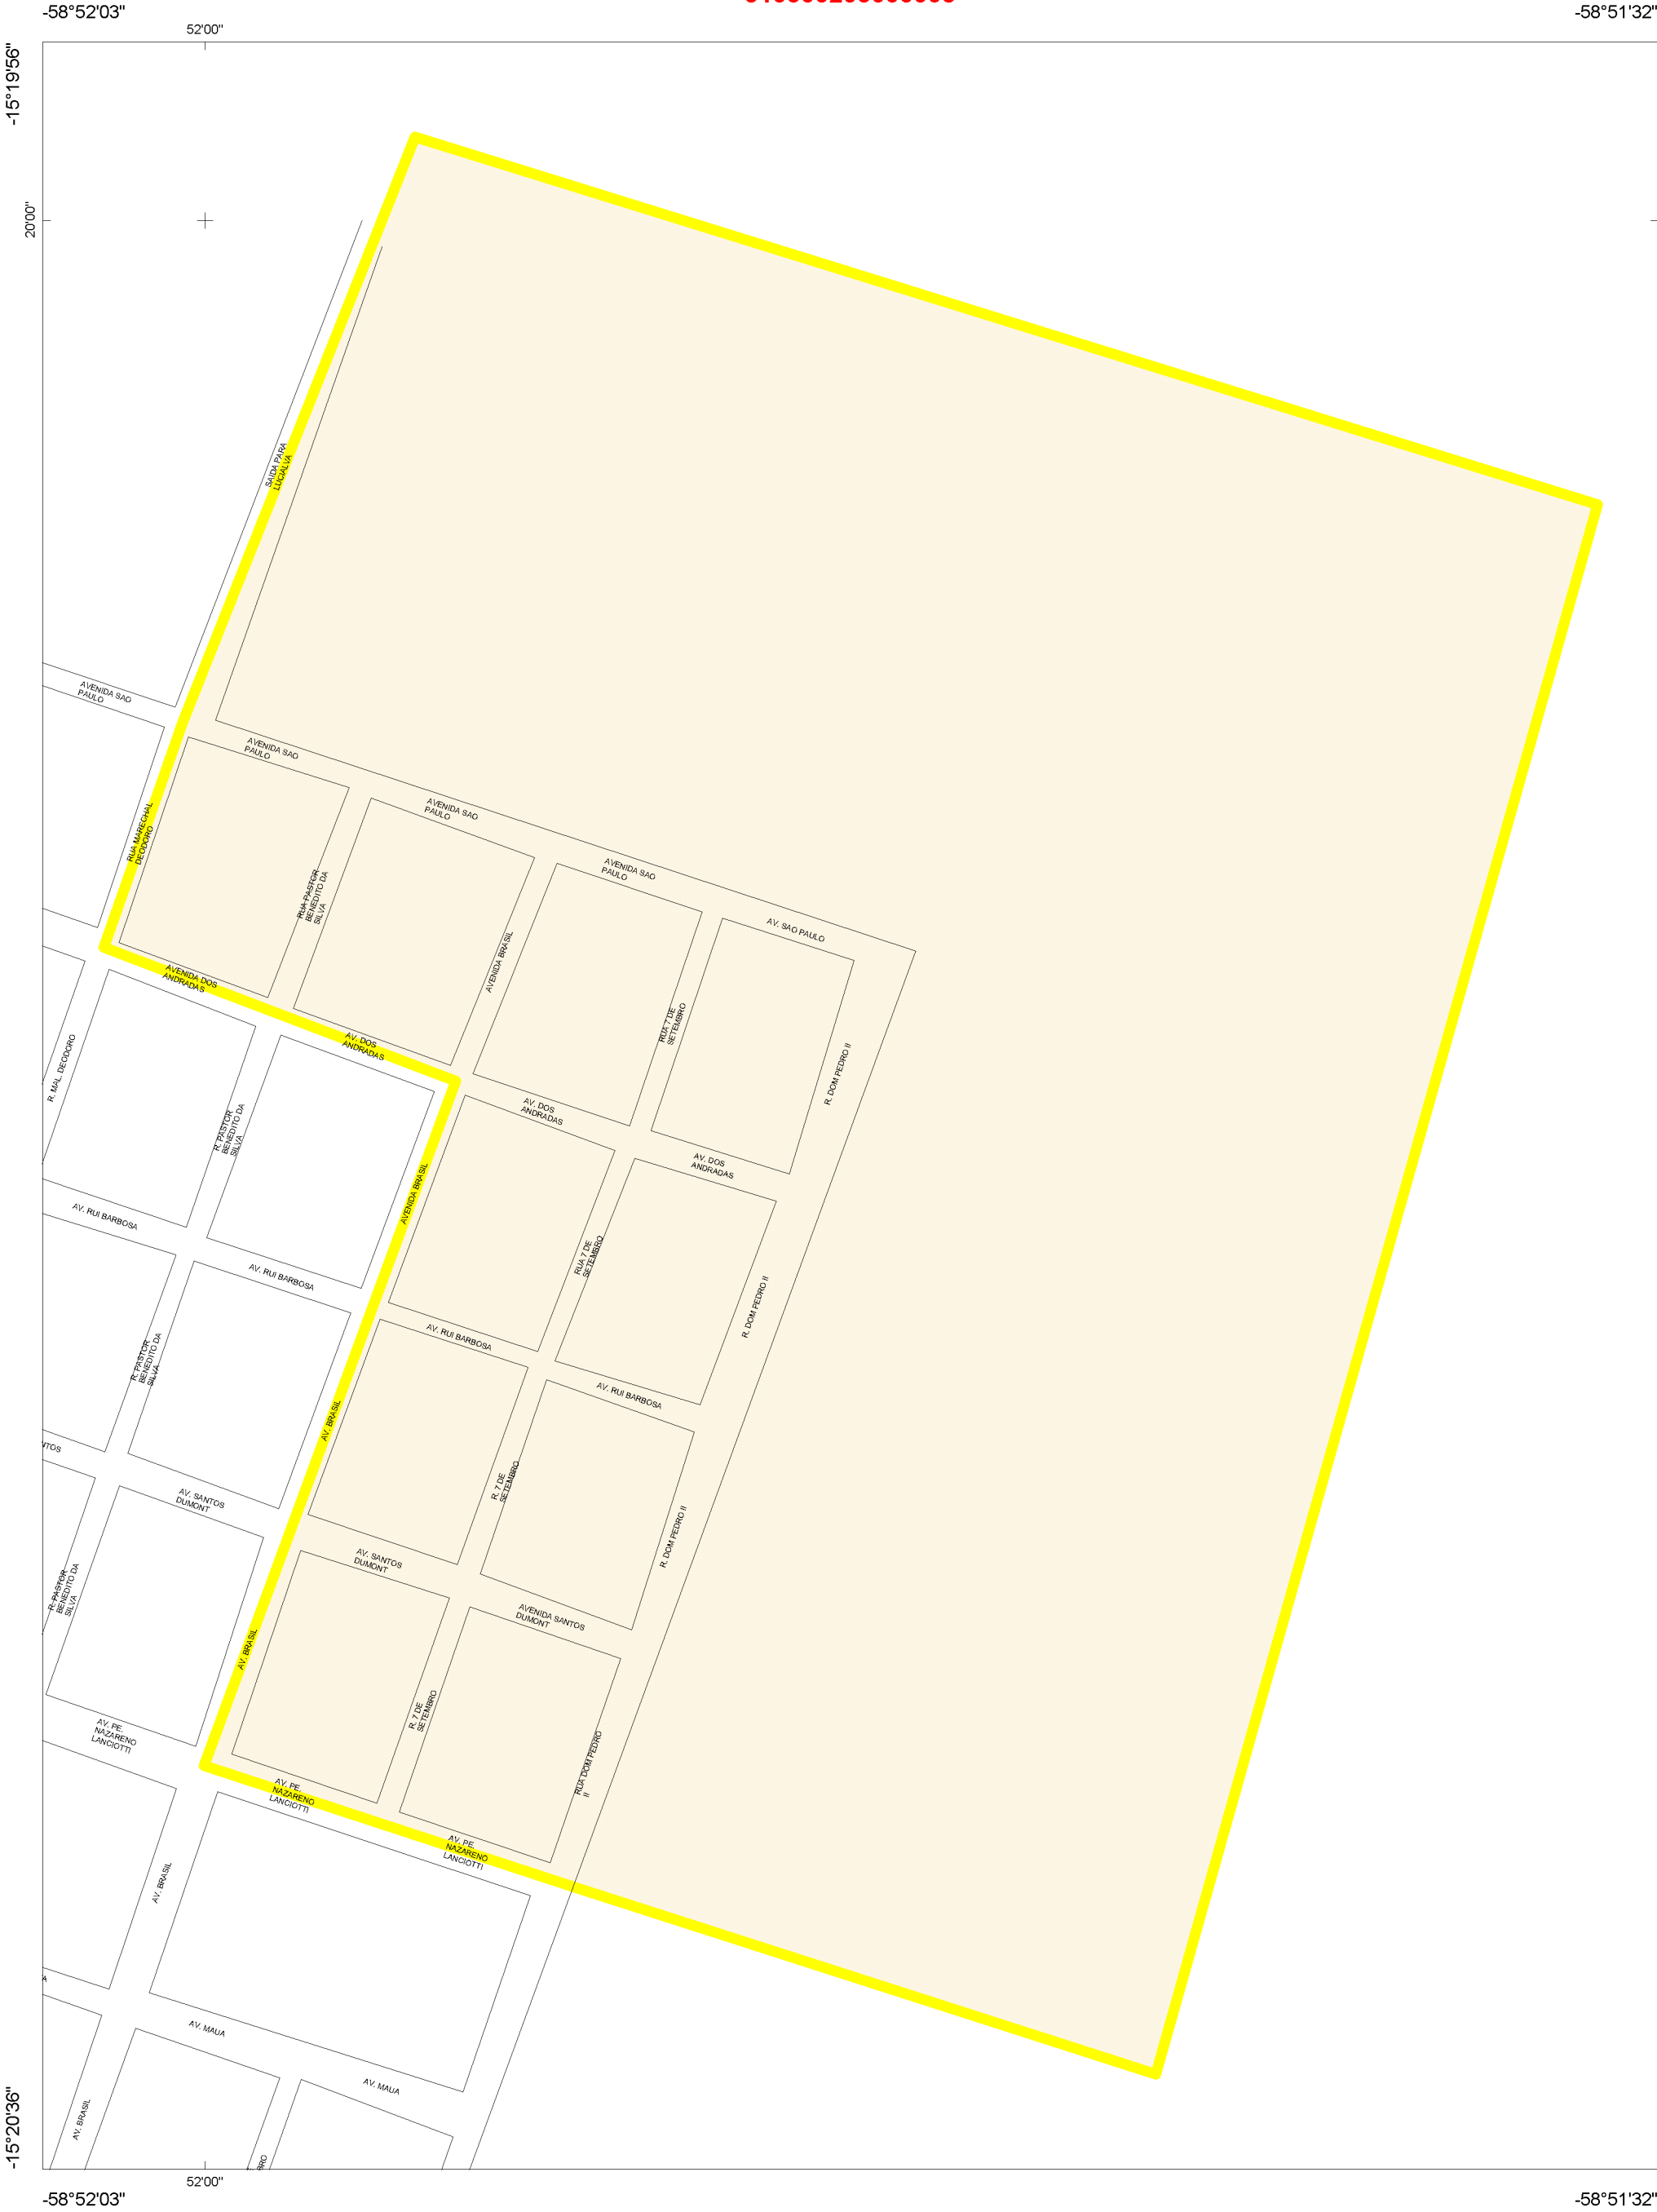 -58°52'03"
-58°51'32"
52'00"
-15°19'56"
20'00"
SAIDA PARA
LUCIALVA
AVENIDA SAO
PAULO
AVENIDA SAO
PAULO
AVENIDA SAO
PAULO
AVENIDA SAO
PAULO
AV. SAO PAULO
RUA MARECHAL
DEODORO
RUA PASTOR
BENEDITO DA
SILVA
AVENIDA BRASIL
RUA 7 DE
SETEMBRO
R. DOM PEDRO II
AVENIDA DOS
ANDRADAS
AV. DOS
ANDRADAS
AV. DOS
ANDRADAS
AV. DOS
ANDRADAS
R. MAL. DEODORO
R. PASTOR
BENEDITO DA
SILVA
AVENIDA BRASIL
RUA 7 DE
SETEMBRO
R. DOM PEDRO II
AV. RUI BARBOSA
AV. RUI BARBOSA
AV. RUI BARBOSA
AV. RUI BARBOSA
R. PASTOR
BENEDITO DA
SILVA
AV. BRASIL
R. 7 DE
SETEMBRO
R. DOM PEDRO II
NTOS
AV. SANTOS
DUMONT
AV. SANTOS
DUMONT
AVENIDA SANTOS
DUMONT
R. PASTOR
BENEDITO DA
SILVA
AV. BRASIL
R. 7 DE
SETEMBRO
RUA DOM PEDRO
II
AV. PE.
NAZARENO
LANCIOTTI
AV. PE.
NAZARENO
LANCIOTTI
AV. PE.
NAZARENO
LANCIOTTI
AV. BRASIL
A
AV. MAUA
AV. MAUA
AV. BRASIL
BRO
-15°20'36"
52'00"
-58°52'03"
-58°51'32"